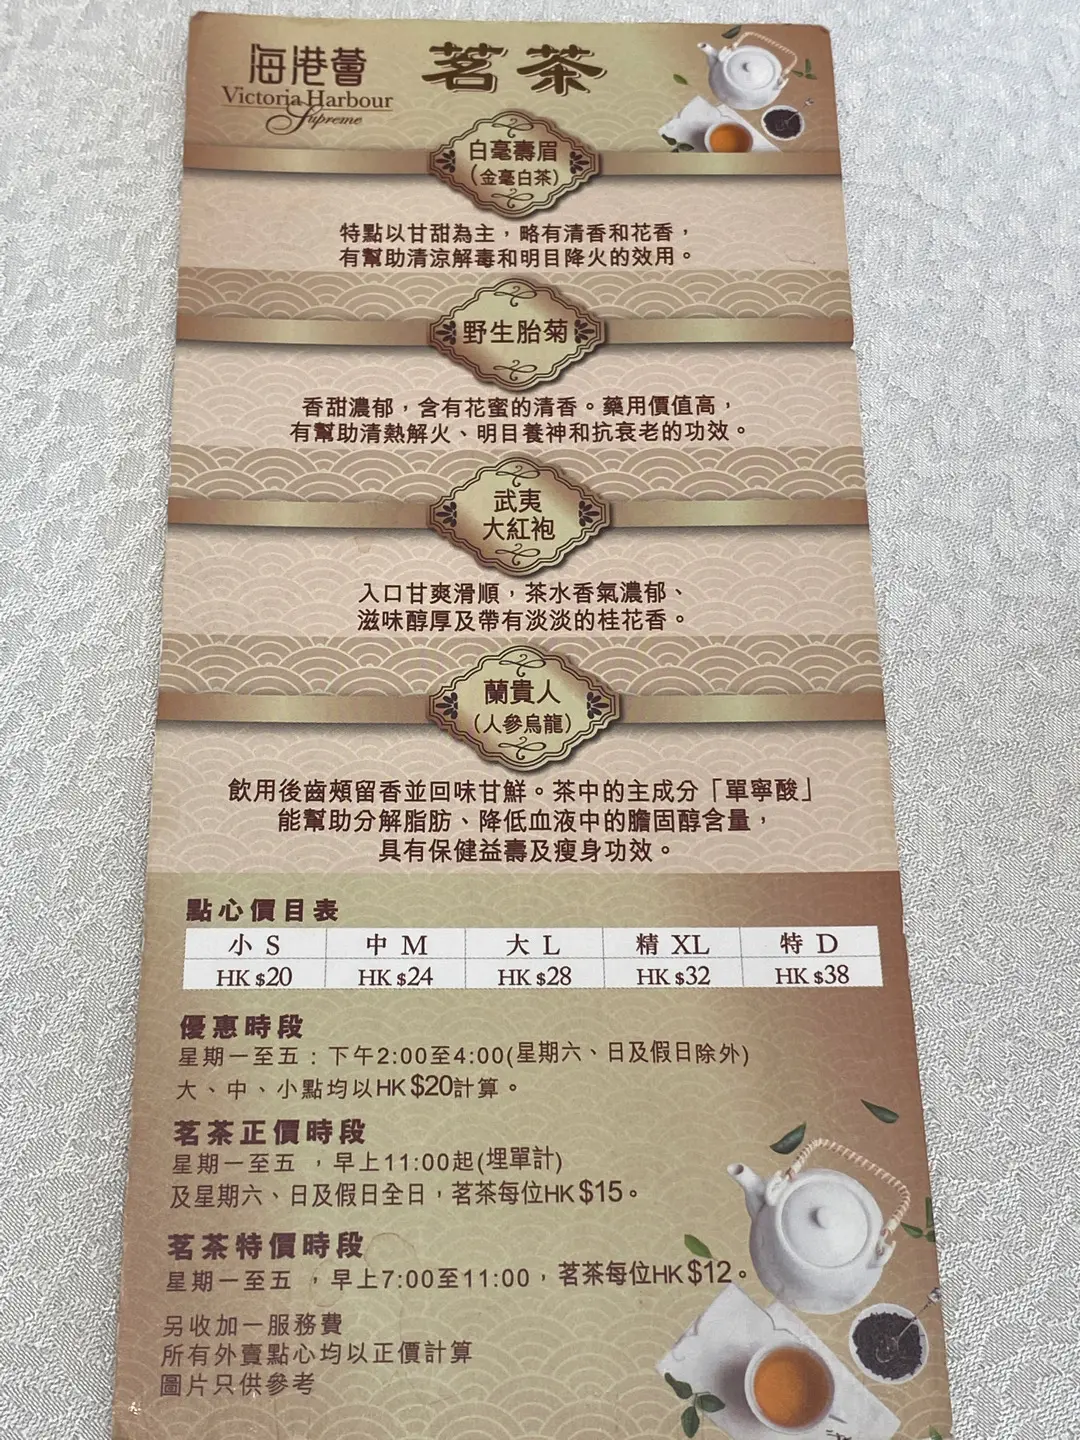 海港薈
Victoria Harbour
Supreme
茗茶
白毫壽眉
(金毫白茶)
特點以甘甜為主，略有清香和花香，
有幫助清涼解毒和明目降火的效用。
野生胎菊
香甜濃郁，含有花蜜的清香。藥用價值高，
有幫助清熱解火、明目養神和抗衰老的功效。
武夷
大紅袍
入口甘爽滑順，茶水香氣濃郁、
滋味醇厚及帶有淡淡的桂花香。
蘭貴人
(人參烏龍)
飲用後齒頰留香並回味甘鮮。茶中的主成分「單寧酸」
能幫助分解脂肪、降低血液中的膽固醇含量，
具有保健益壽及瘦身功效。
點心價目表
小 S 中 M 大 L 精 XL 特 D
HK $20 HK $24 HK $28 HK $32 HK $38
優惠時段
星期一至五：下午2:00至4:00(星期六、日及假日除外)
大、中、小點均以HK $20計算。
茗茶正價時段
星期一至五 ，早上11:00起(埋單計)
及星期六、日及假日全日，茗茶每位HK $15。
茗茶特價時段
星期一至五 ，早上7:00至11:00，茗茶每位HK $12。
另收加一服務費
所有外賣點心均以正價計算
圖片只供參考